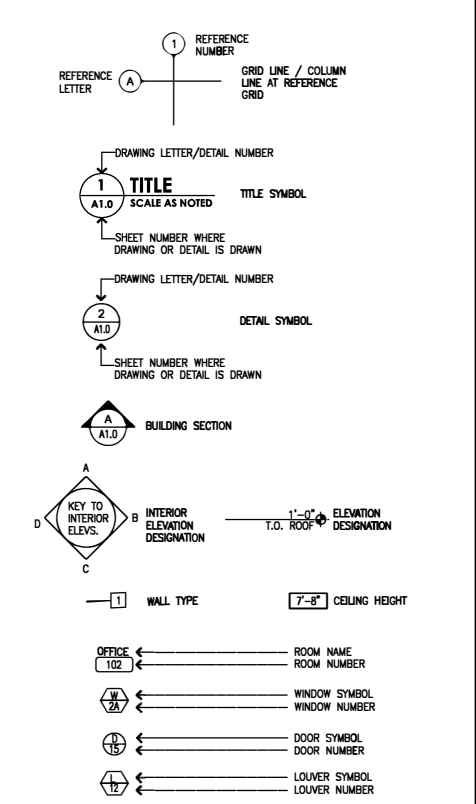 1
REFERENCE
NUMBER
REFERENCE
LETTER
A
GRID LINE / COLUMN
LINE AT REFERENCE
GRID
DRAWING LETTER/DETAIL NUMBER
1
TITLE
A1.0
SCALE AS NOTED
TITLE SYMBOL
SHEET NUMBER WHERE
DRAWING OR DETAIL IS DRAWN
DRAWING LETTER/DETAIL NUMBER
2
A1.0
DETAIL SYMBOL
SHEET NUMBER WHERE
DRAWING OR DETAIL IS DRAWN
A
A1.0
BUILDING SECTION
A
D
KEY TO
INTERIOR
ELEVS.
B
C
INTERIOR
ELEVATION
DESIGNATION
1'-0"
T.O. ROOF
ELEVATION
DESIGNATION
1
WALL TYPE
7'-8"
CEILING HEIGHT
OFFICE
ROOM NAME
102
ROOM NUMBER
W
WINDOW SYMBOL
2A
WINDOW NUMBER
D
DOOR SYMBOL
15
DOOR NUMBER
L
LOUVER SYMBOL
12
LOUVER NUMBER